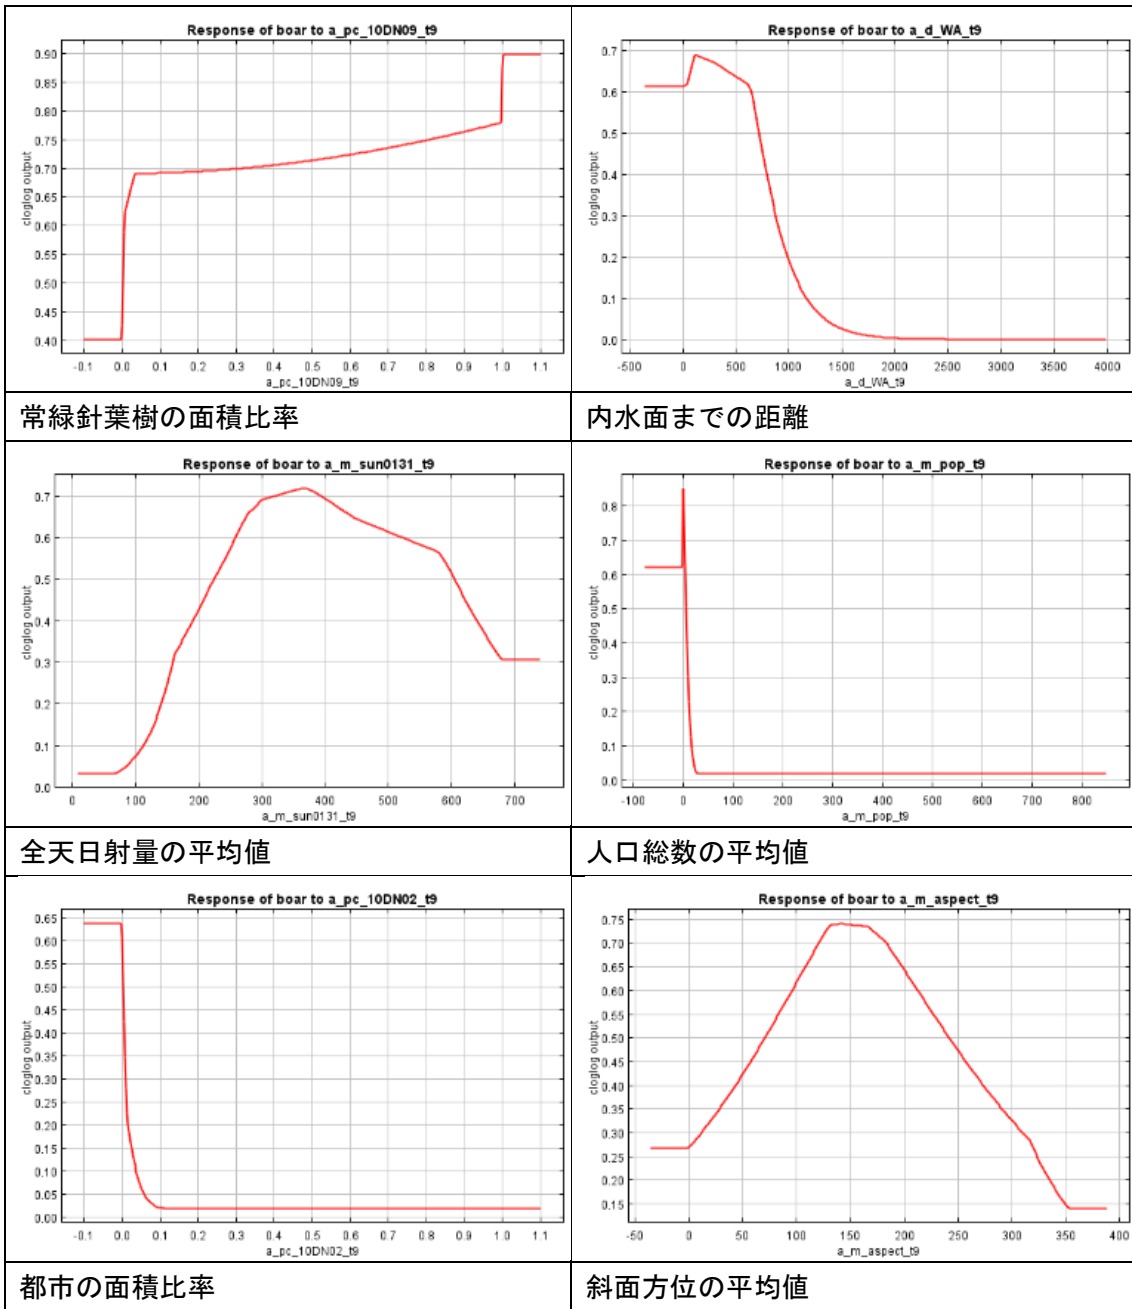 Response of boar to a_pc_10DN09_t9
cloglog output
0.90
0.85
0.80
0.75
0.70
0.65
0.60
0.55
0.50
0.45
0.40
-0.1 0.0 0.1 0.2 0.3 0.4 0.5 0.6 0.7 0.8 0.9 1.0 1.1
a_pc_10DN09_t9
常緑針葉樹の面積比率
Response of boar to a_d_WA_t9
cloglog output
0.7
0.6
0.5
0.4
0.3
0.2
0.1
0.0
-500 0 500 1000 1500 2000 2500 3000 3500 4000
a_d_WA_t9
内水面までの距離
Response of boar to a_m_sun0131_t9
cloglog output
0.7
0.6
0.5
0.4
0.3
0.2
0.1
0.0
0 100 200 300 400 500 600 700
a_m_sun0131_t9
全天日射量の平均値
Response of boar to a_m_pop_t9
cloglog output
0.8
0.7
0.6
0.5
0.4
0.3
0.2
0.1
0.0
-100 0 100 200 300 400 500 600 700 800
a_m_pop_t9
人口総数の平均値
Response of boar to a_pc_10DN02_t9
cloglog output
0.65
0.60
0.55
0.50
0.45
0.40
0.35
0.30
0.25
0.20
0.15
0.10
0.05
0.00
-0.1 0.0 0.1 0.2 0.3 0.4 0.5 0.6 0.7 0.8 0.9 1.0 1.1
a_pc_10DN02_t9
都市の面積比率
Response of boar to a_m_aspect_t9
cloglog output
0.75
0.70
0.65
0.60
0.55
0.50
0.45
0.40
0.35
0.30
0.25
0.20
0.15
-50 0 50 100 150 200 250 300 350 400
a_m_aspect_t9
斜面方位の平均値